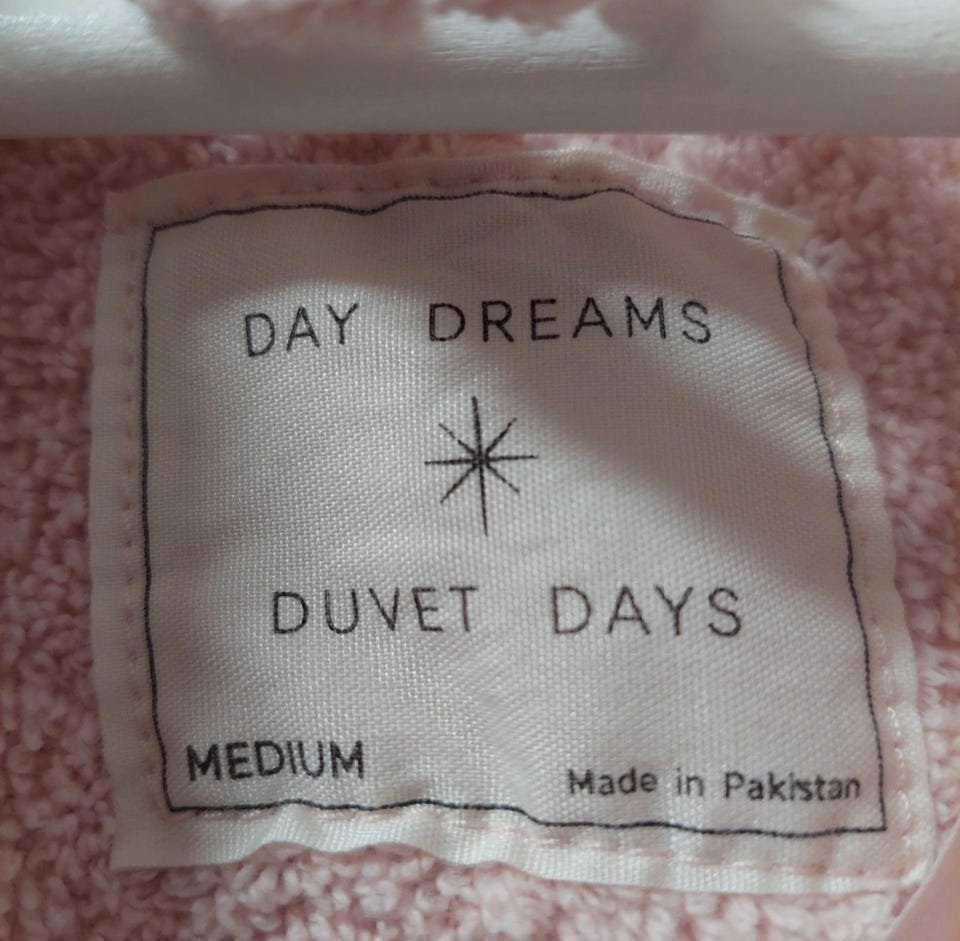 DAY DREAMS
DUVET DAYS
MEDIUM
Made in Pakistan